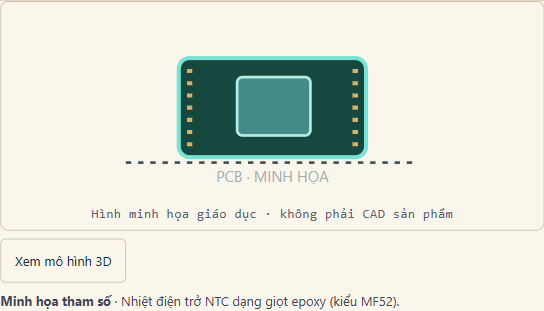 PCB · MINH HỌA
Hình minh họa giáo dục · không phải CAD sản phẩm
Xem mô hình 3D
Minh họa tham số · Nhiệt điện trở NTC dạng giọt epoxy (kiểu MF52).